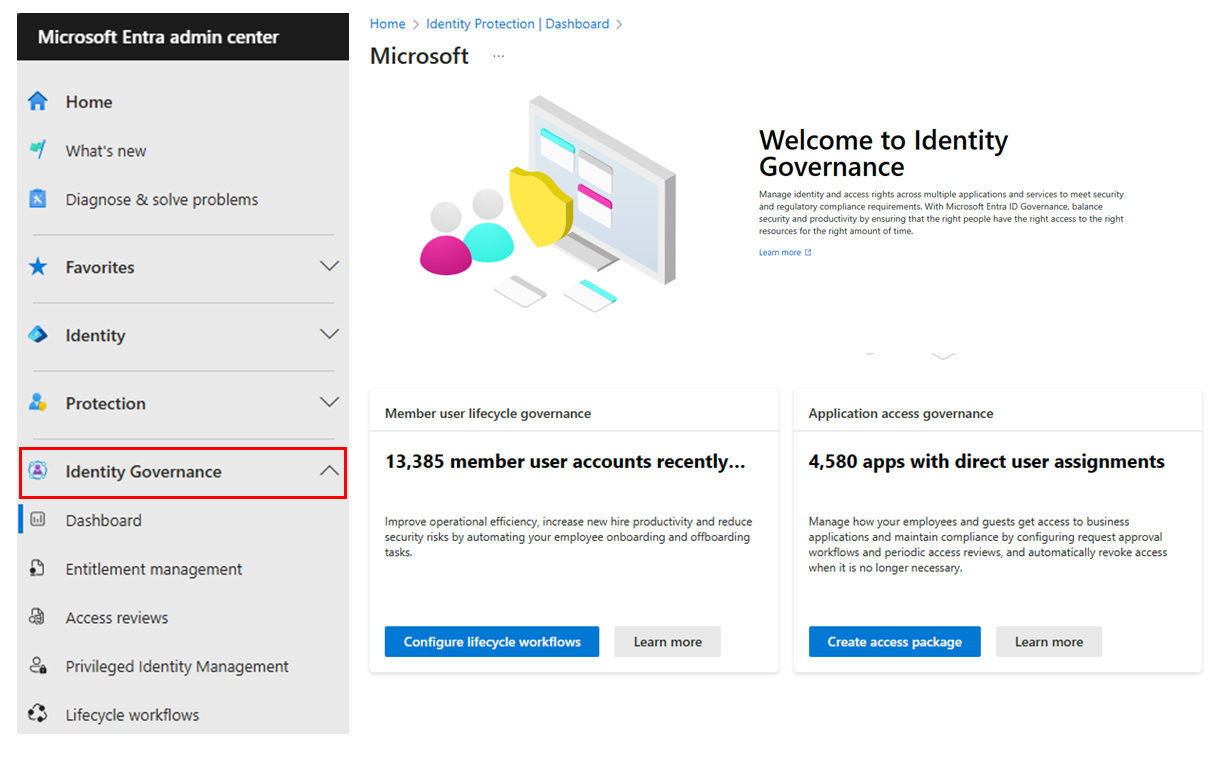 Microsoft Entra admin center
Home
What's new
Diagnose & solve problems
Favorites
Identity
Protection
Identity Governance
Dashboard
Entitlement management
Access reviews
Privileged Identity Management
Lifecycle workflows
Home > Identity Protection | Dashboard >
Microsoft ...
Welcome to Identity
Governance
Manage identity and access rights across multiple applications and services to meet security
and regulatory compliance requirements. With Microsoft Entra ID Governance, balance
security and productivity by ensuring that the right people have the right access to the right
resources for the right amount of time.
Learn more
Member user lifecycle governance
13,385 member user accounts recently...
Improve operational efficiency, increase new hire productivity and reduce
security risks by automating your employee onboarding and offboarding
tasks.
Configure lifecycle workflows
Learn more
Application access governance
4,580 apps with direct user assignments
Manage how your employees and guests get access to business
applications and maintain compliance by configuring request approval
workflows and periodic access reviews, and automatically revoke access
when it is no longer necessary.
Create access package
Learn more